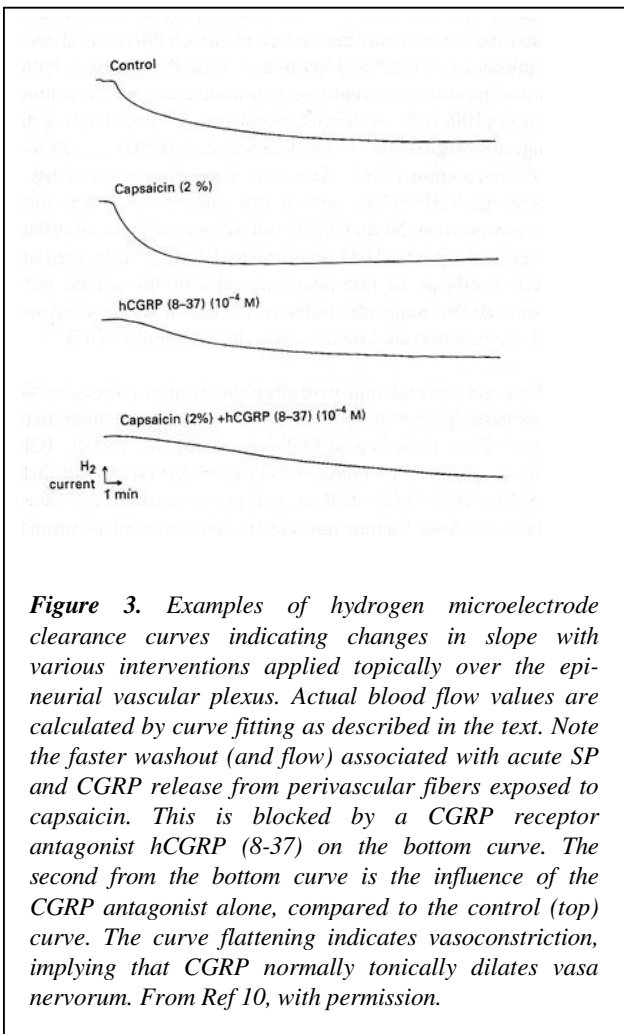 Control
Capsaicin (2 %)
hCGRP (8–37) (10⁻⁴ M)
Capsaicin (2%) +hCGRP (8–37) (10⁻⁴ M)
H₂
current
1 min
Figure 3. Examples of hydrogen microelectrode
clearance curves indicating changes in slope with
various interventions applied topically over the epi-
neurial vascular plexus. Actual blood flow values are
calculated by curve fitting as described in the text. Note
the faster washout (and flow) associated with acute SP
and CGRP release from perivascular fibers exposed to
capsaicin. This is blocked by a CGRP receptor
antagonist hCGRP (8-37) on the bottom curve. The
second from the bottom curve is the influence of the
CGRP antagonist alone, compared to the control (top)
curve. The curve flattening indicates vasoconstriction,
implying that CGRP normally tonically dilates vasa
nervorum. From Ref 10, with permission.